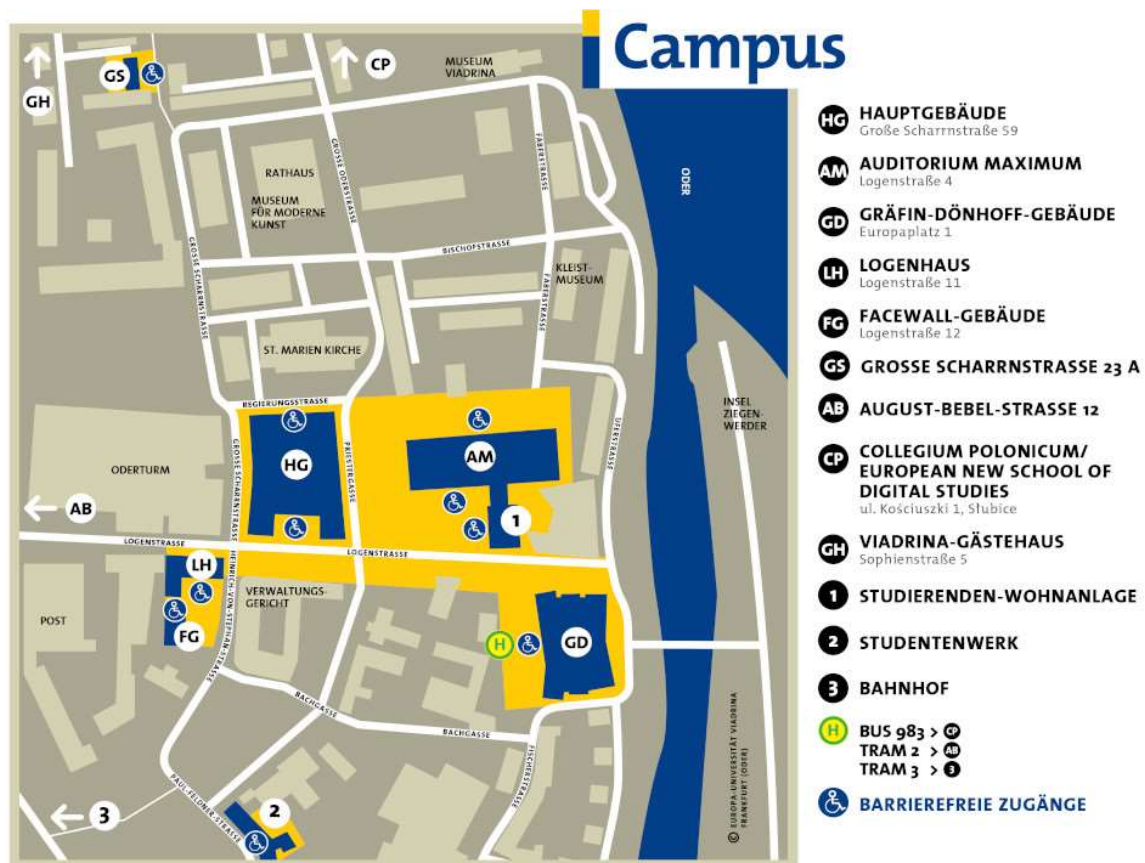 Campus
GH
GS
CP
MUSEUM
VIADRINA
ODER
FABERSTRASSE
GROSSE ODERSTRASSE
RATHAUS
MUSEUM
FÜR MODERNE
KUNST
GROSSE SCHARRNSTRASSE
BISCHOFSTRASSE
KLEIST-
MUSEUM
FABERSTRASSE
ST. MARIEN KIRCHE
REGIERUNGSSTRASSE
INSEL
ZIEGEN-
WERDER
UFERSTRASSE
ODERTURM
GROSSE SCHARRNSTRASSE
HG
PRIESTERGASSE
AM
AB
1
LOGENSTRASSE
LOGENSTRASSE
LH
HEINRICH-VON-STEPHAN-STRASSE
VERWALTUNGS-
GERICHT
POST
FG
H
GD
BACHGASSE
BACHGASSE
FISCHERSTRASSE
PAUL-FELDNER-STRASSE
3
2
© EUROPA-UNIVERSITÄT VIADRINA
FRANKFURT (ODER)
HG HAUPTGEBÄUDE
Große Scharrnstraße 59
AM AUDITORIUM MAXIMUM
Logenstraße 4
GD GRÄFIN-DÖNHOFF-GEBÄUDE
Europaplatz 1
LH LOGENHAUS
Logenstraße 11
FG FACEWALL-GEBÄUDE
Logenstraße 12
GS GROSSE SCHARRNSTRASSE 23 A
AB AUGUST-BEBEL-STRASSE 12
CP COLLEGIUM POLONICUM/
EUROPEAN NEW SCHOOL OF
DIGITAL STUDIES
ul. Kościuszki 1, Słubice
GH VIADRINA-GÄSTEHAUS
Sophienstraße 5
1 STUDIERENDEN-WOHNANLAGE
2 STUDENTENWERK
3 BAHNHOF
H BUS 983 > CP
TRAM 2 > AB
TRAM 3 > 3
BARRIEREFREIE ZUGÄNGE